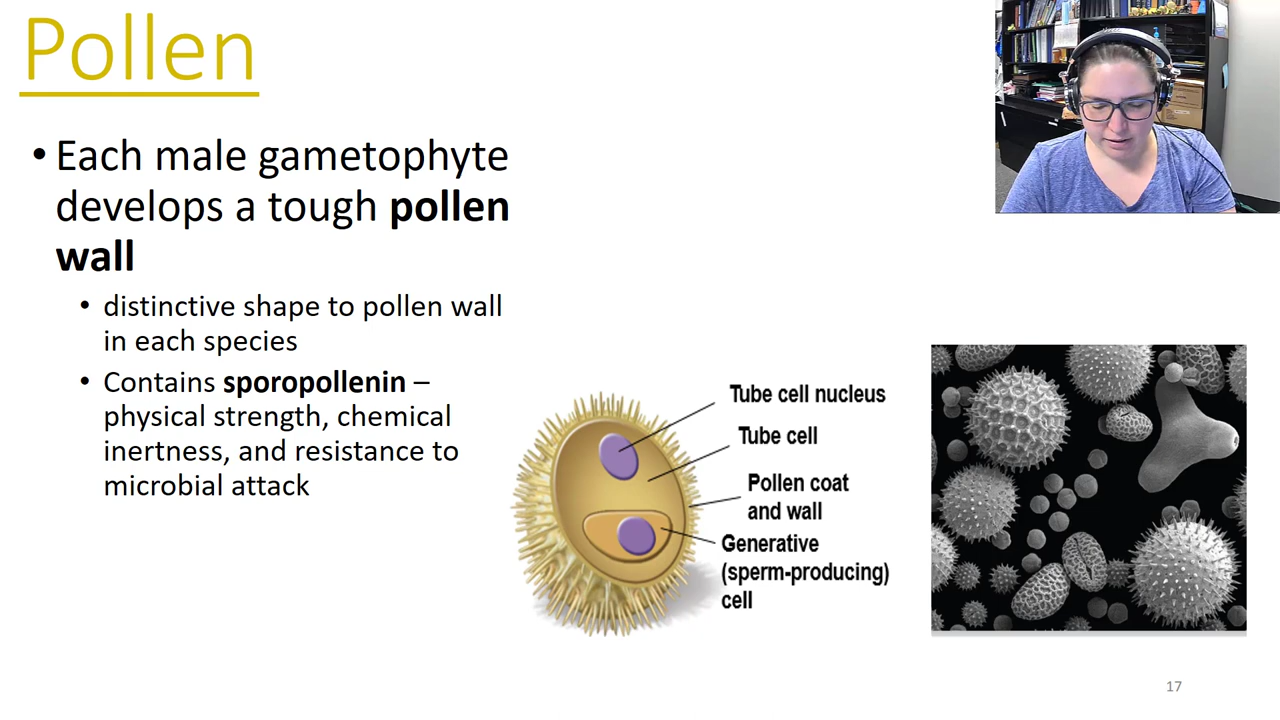 Pollen
• Each male gametophyte
develops a tough pollen
wall
• distinctive shape to pollen wall
in each species
• Contains sporopollenin –
physical strength, chemical
inertness, and resistance to
microbial attack
Tube cell nucleus
Tube cell
Pollen coat
and wall
Generative
(sperm-producing)
cell
17